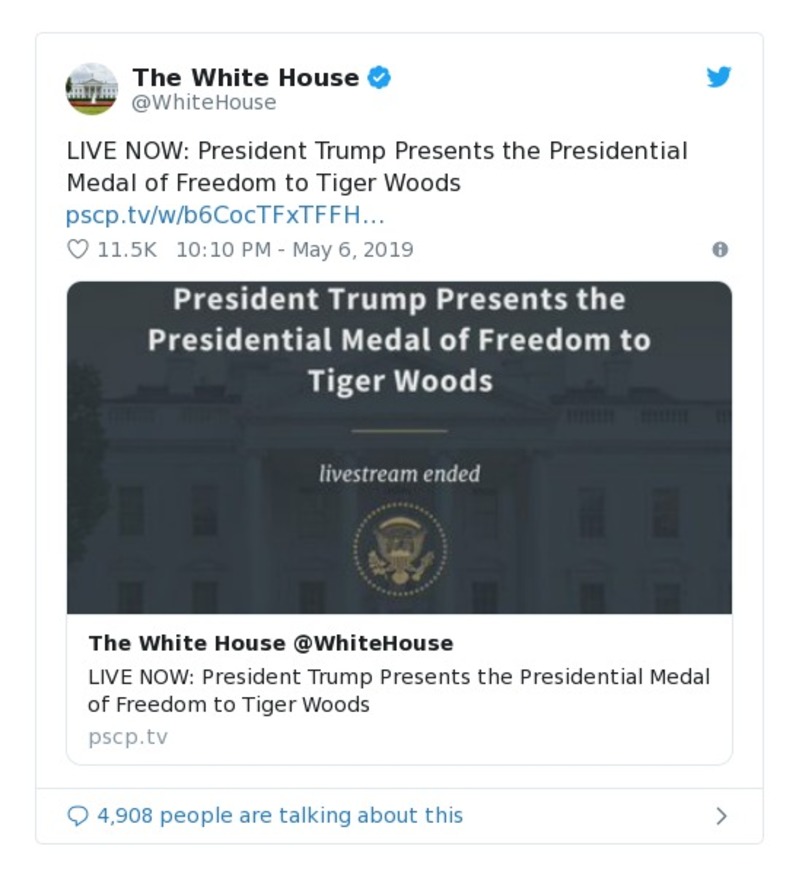 The White House
@WhiteHouse
LIVE NOW: President Trump Presents the Presidential
Medal of Freedom to Tiger Woods
pscp.tv/w/b6CocTFxTFFH…
11.5K 10:10 PM - May 6, 2019
President Trump Presents the
Presidential Medal of Freedom to
Tiger Woods
livestream ended
The White House @WhiteHouse
LIVE NOW: President Trump Presents the Presidential Medal
of Freedom to Tiger Woods
pscp.tv
4,908 people are talking about this